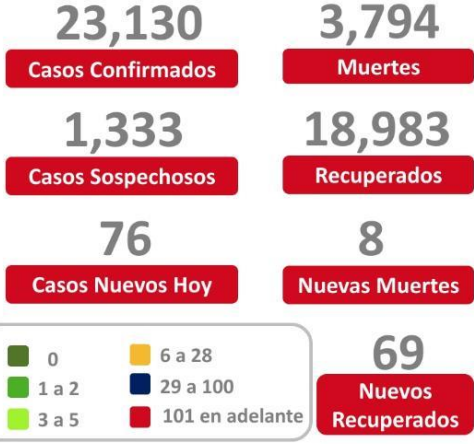 23,130
Casos Confirmados
3,794
Muertes
1,333
Casos Sospechosos
18,983
Recuperados
76
Casos Nuevos Hoy
8
Nuevas Muertes
0
1 a 2
3 a 5
6 a 28
29 a 100
101 en adelante
69
Nuevos
Recuperados